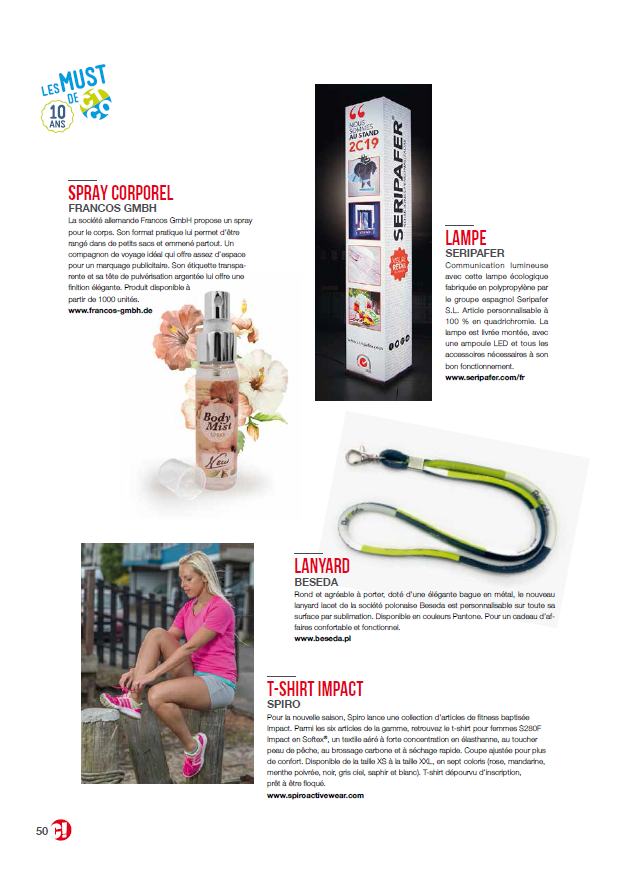 LES MUST
DE C!CO
10
ANS
SPRAY CORPOREL
FRANCOS GMBH
La société allemande Francos GmbH propose un spray
pour le corps. Son format pratique lui permet d'être
rangé dans de petits sacs et emmené partout. Un
compagnon de voyage idéal qui offre assez d'espace
pour un marquage publicitaire. Son étiquette transpa-
rente et sa tête de pulvérisation argentée lui offre une
finition élégante. Produit disponible à
partir de 1000 unités.
www.francos-gmbh.de
Body
Mist
SPRAY
New
NOUS
SOMMES
AU STAND
2C19
SERIPAFER®
VISUAL
RETAIL
LAMPE
SERIPAFER
Communication lumineuse
avec cette lampe écologique
fabriquée en polypropylène par
le groupe espagnol Seripafer
S.L. Article personnalisable à
100 % en quadrichromie. La
lampe est livrée montée, avec
une ampoule LED et tous les
accessoires nécessaires à son
bon fonctionnement.
www.seripafer.com/fr
LANYARD
BESEDA
Rond et agréable à porter, doté d'une élégante bague en métal, le nouveau
lanyard lacet de la société polonaise Beseda est personnalisable sur toute sa
surface par sublimation. Disponible en couleurs Pantone. Pour un cadeau d'af-
faires confortable et fonctionnel.
www.beseda.pl
T-SHIRT IMPACT
SPIRO
Pour la nouvelle saison, Spiro lance une collection d'articles de fitness baptisée
Impact. Parmi les six articles de la gamme, retrouvez le t-shirt pour femmes S280F
Impact en Softex®, un textile aéré à forte concentration en élasthanne, au toucher
peau de pêche, au brossage carbone et à séchage rapide. Coupe ajustée pour plus
de confort. Disponible de la taille XS à la taille XXL, en sept coloris (rose, mandarine,
menthe poivrée, noir, gris ciel, saphir et blanc). T-shirt dépourvu d'inscription,
prêt à être floqué.
www.spiroactivewear.com
50 C!